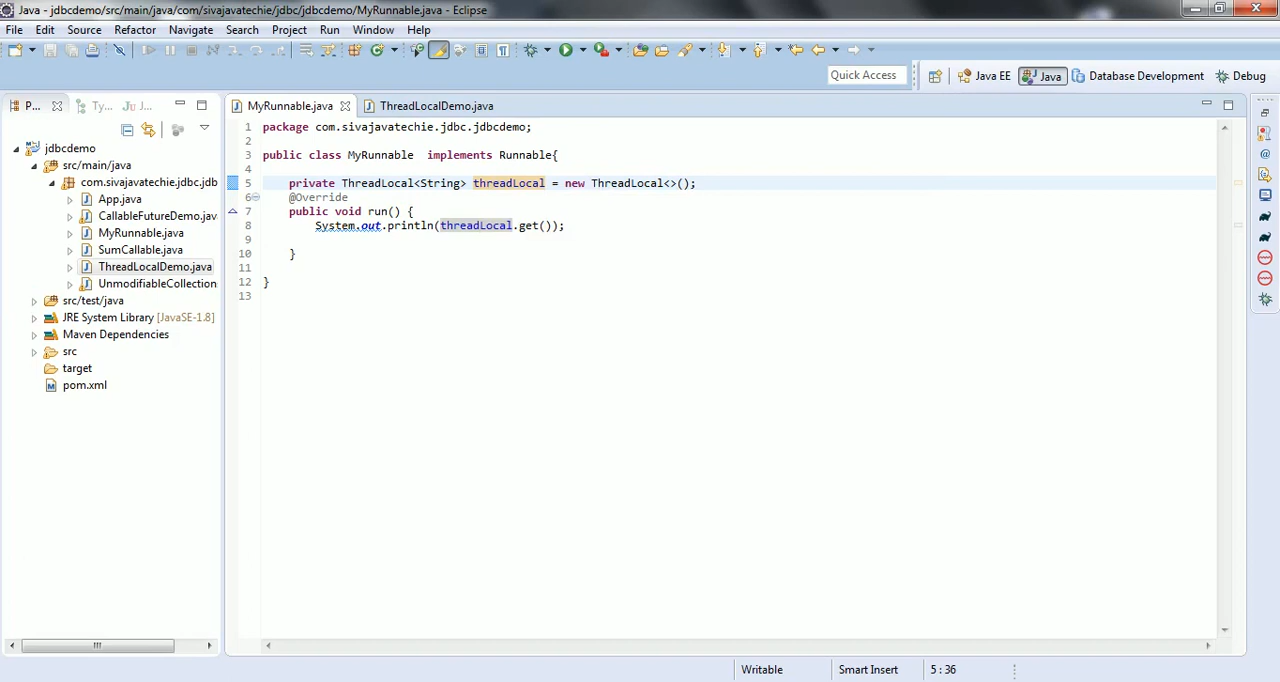 Java - jdbcdemo/src/main/java/com/sivajavatechie/jdbc/jdbcdemo/MyRunnable.java - Eclipse
File Edit Source Refactor Navigate Search Project Run Window Help
Quick Access Java EE Java Database Development Debug
P... Ty... J... MyRunnable.java ThreadLocalDemo.java
jdbcdemo
src/main/java
com.sivajavatechie.jdbc.jdb
App.java
CallableFutureDemo.jav
MyRunnable.java
SumCallable.java
ThreadLocalDemo.java
UnmodifiableCollection
src/test/java
JRE System Library [JavaSE-1.8]
Maven Dependencies
src
target
pom.xml
1 package com.sivajavatechie.jdbc.jdbcdemo;
2
3 public class MyRunnable  implements Runnable{
4
5 private ThreadLocal<String> threadLocal = new ThreadLocal<>();
6 @Override
7 public void run() {
8 System.out.println(threadLocal.get());
9
10 }
11
12 }
13
Writable Smart Insert 5 : 36